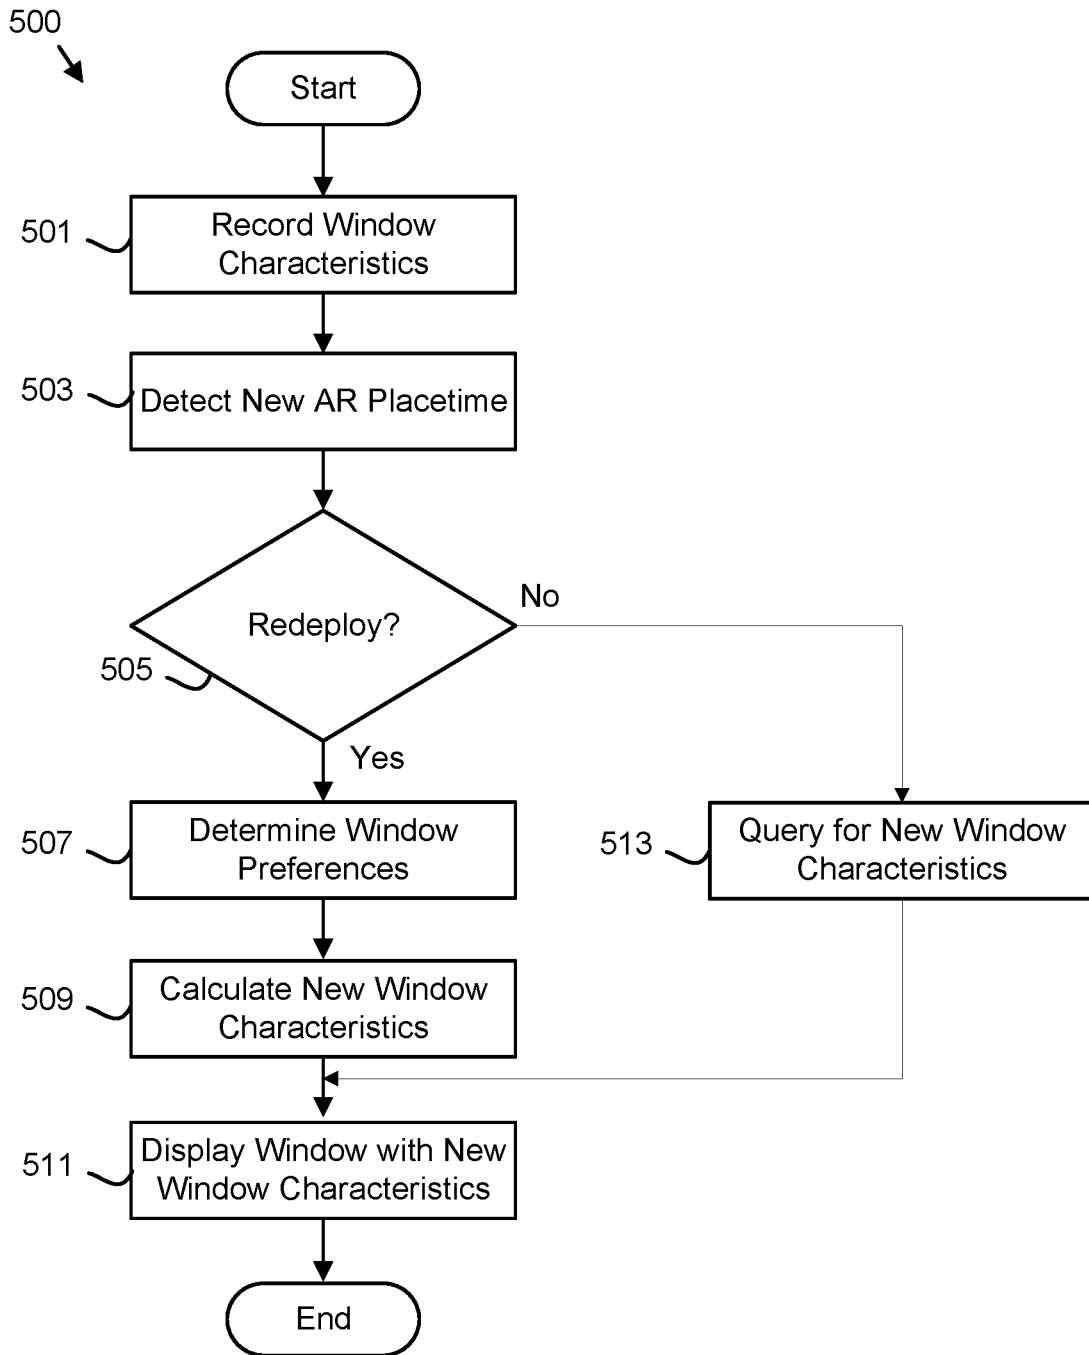 500
Start
501
Record Window
Characteristics
503
Detect New AR Placetime
No
Redeploy?
505
Yes
507
Determine Window
Preferences
513
Query for New Window
Characteristics
509
Calculate New Window
Characteristics
511
Display Window with New
Window Characteristics
End